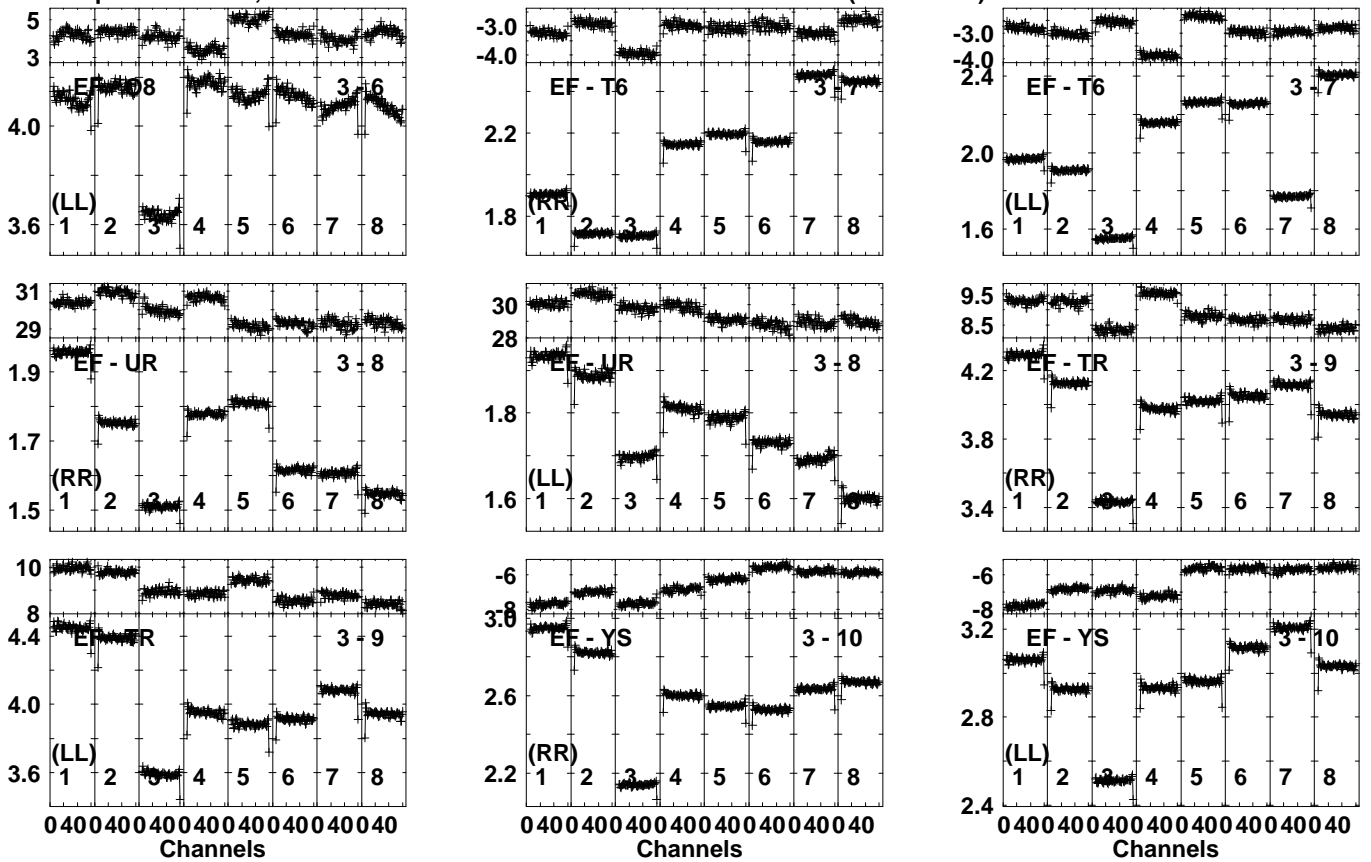 5
3
EF - O8 3 - 6
4.0
3.6
(LL)
1 2 3 4 5 6 7 8
-3.0
-4.0
EF - T6 3 - 7
2.2
1.8
(RR)
1 2 3 4 5 6 7 8
-3.0
-4.0
2.4
EF - T6 3 - 7
2.0
1.6
(LL)
1 2 3 4 5 6 7 8
31
29
1.9
EF - UR 3 - 8
1.7
1.5
(RR)
1 2 3 4 5 6 7 8
30
28
EF - UR 3 - 8
1.8
1.6
(LL)
1 2 3 4 5 6 7 8
9.5
8.5
EF - TR 3 - 9
4.2
3.8
3.4
(RR)
1 2 3 4 5 6 7 8
10
8
4.4
EF - TR 3 - 9
4.0
3.6
(LL)
1 2 3 4 5 6 7 8
0 40 0 40 0 40 0 40 0 40 0 40 0 40 0 40
Channels
-6
-8
3.0
EF - YS 3 - 10
2.6
2.2
(RR)
1 2 3 4 5 6 7 8
0 40 0 40 0 40 0 40 0 40 0 40 0 40 0 40
Channels
-6
-8
3.2
EF - YS 3 - 10
2.8
2.4
(LL)
1 2 3 4 5 6 7 8
0 40 0 40 0 40 0 40 0 40 0 40 0 40 0 40
Channels